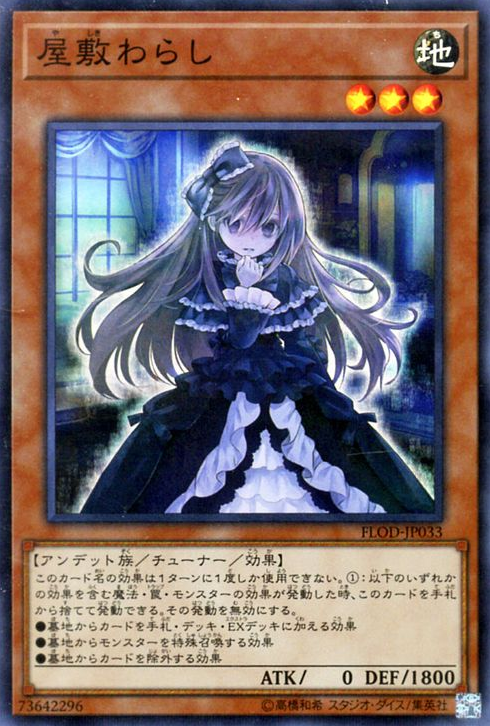 屋敷わらし
地
FLOD-JP033
【アンデット族／チューナー／効果】
このカード名の効果は1ターンに1度しか使用できない。①：以下のいずれか
の効果を含む魔法・罠・モンスターの効果が発動した時、このカードを手札
から捨てて発動できる。その発動を無効にする。
●墓地からカードを手札・デッキ・EXデッキに加える効果
●墓地からモンスターを特殊召喚する効果
●墓地からカードを除外する効果
ATK/ 0 DEF/1800
73642296 ©高橋和希 スタジオ・ダイス/集英社